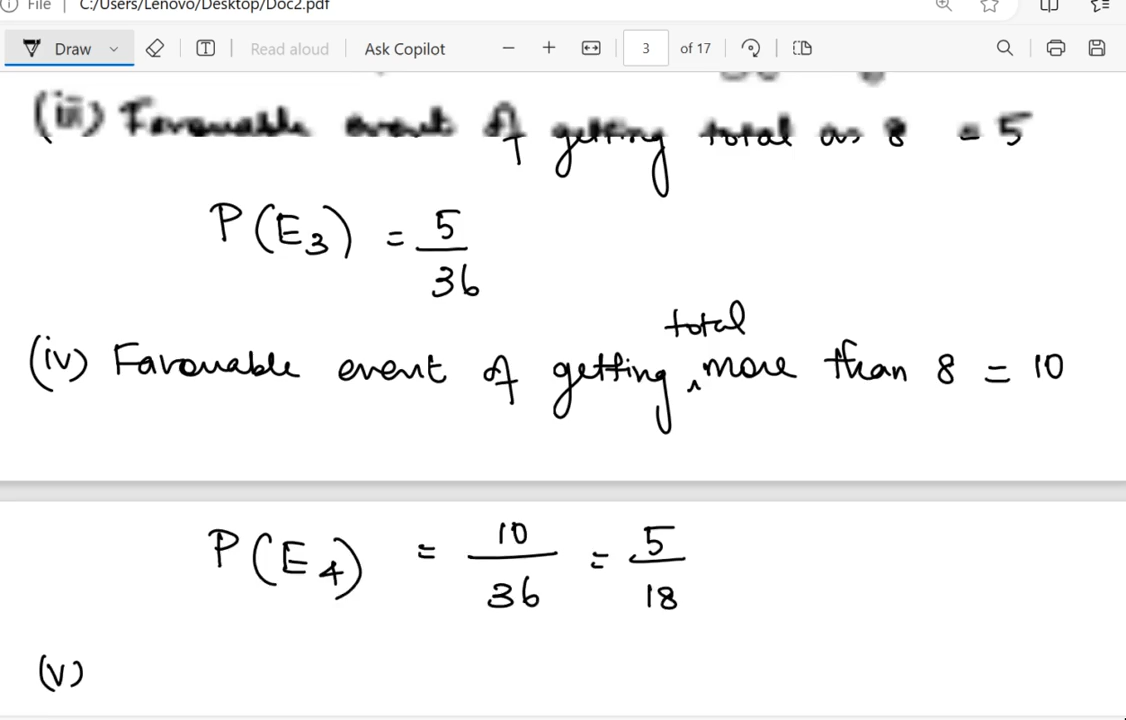 File C:/Users/Lenovo/Desktop/Doc2.pdf
Draw Read aloud Ask Copilot 3 of 17
(iii) Favouable event of getting total as 8 = 5
P(E3) = 5/36
total
(iv) Favouable event of getting ^ more than 8 = 10
P(E4) = 10/36 = 5/18
(v)